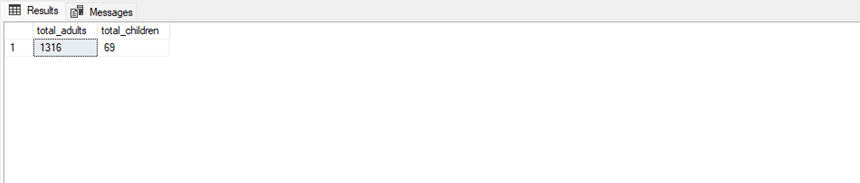 Results Messages
total_adults total_children
1 1316 69